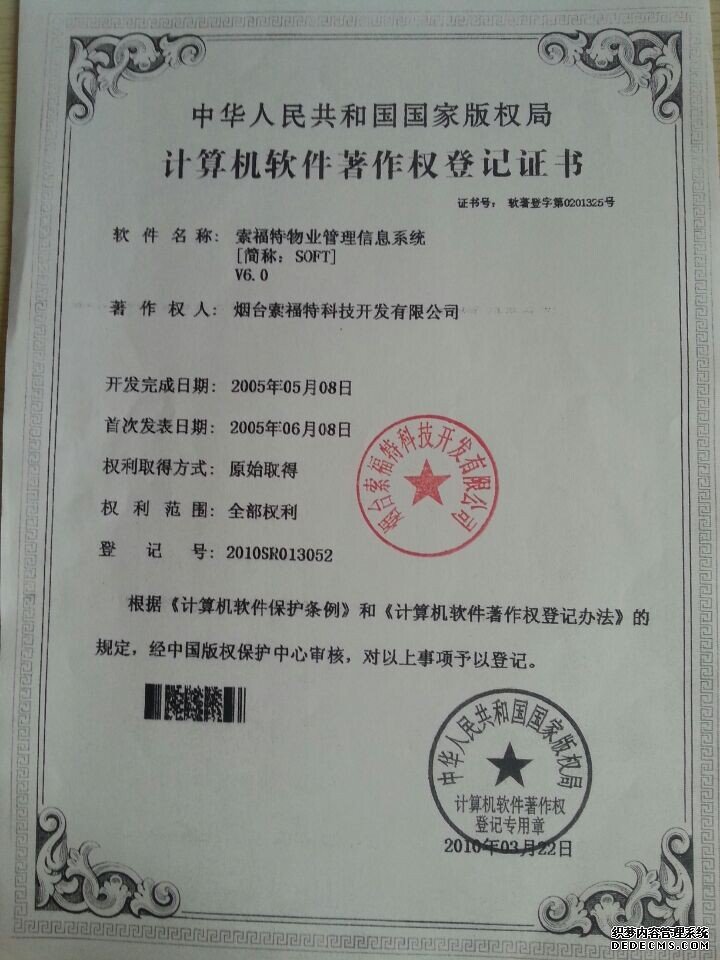 中华人民共和国国家版权局
计算机软件著作权登记证书
证书号： 软著登字第0201325号
软 件 名 称： 索福特物业管理信息系统
[简称：SOFT]
V6.0
著 作 权 人： 烟台索福特科技开发有限公司
开发完成日期： 2005年05月08日
首次发表日期： 2005年06月08日
权利取得方式： 原始取得
权 利 范 围： 全部权利
登 记 号： 2010SR013052
烟台索福特科技开发有限公司
根据《计算机软件保护条例》和《计算机软件著作权登记办法》的
规定，经中国版权保护中心审核，对以上事项予以登记。
中华人民共和国国家版权局
计算机软件著作权
登记专用章
2010年03月22日
织梦内容管理系统
DEDECMS.COM